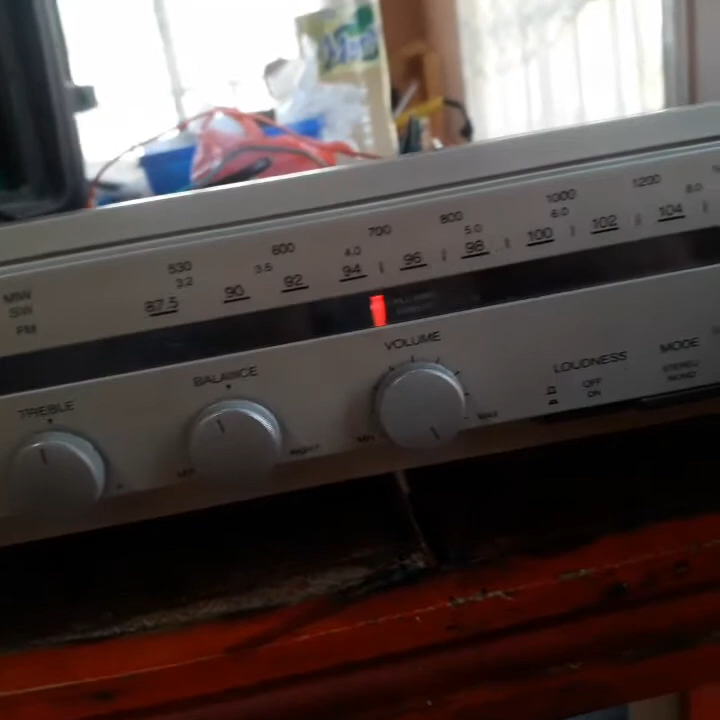 530 600 700 800 1000 1200
3.2 3.5 4.0 5.0 6.0 8.0
MW
SW
FM
87.5 90 92 94 96 98 100 102 104
TREBLE
BALANCE
RIGHT
VOLUME
MIN MAX
LOUDNESS
OFF
ON
MODE
STEREO
MONO